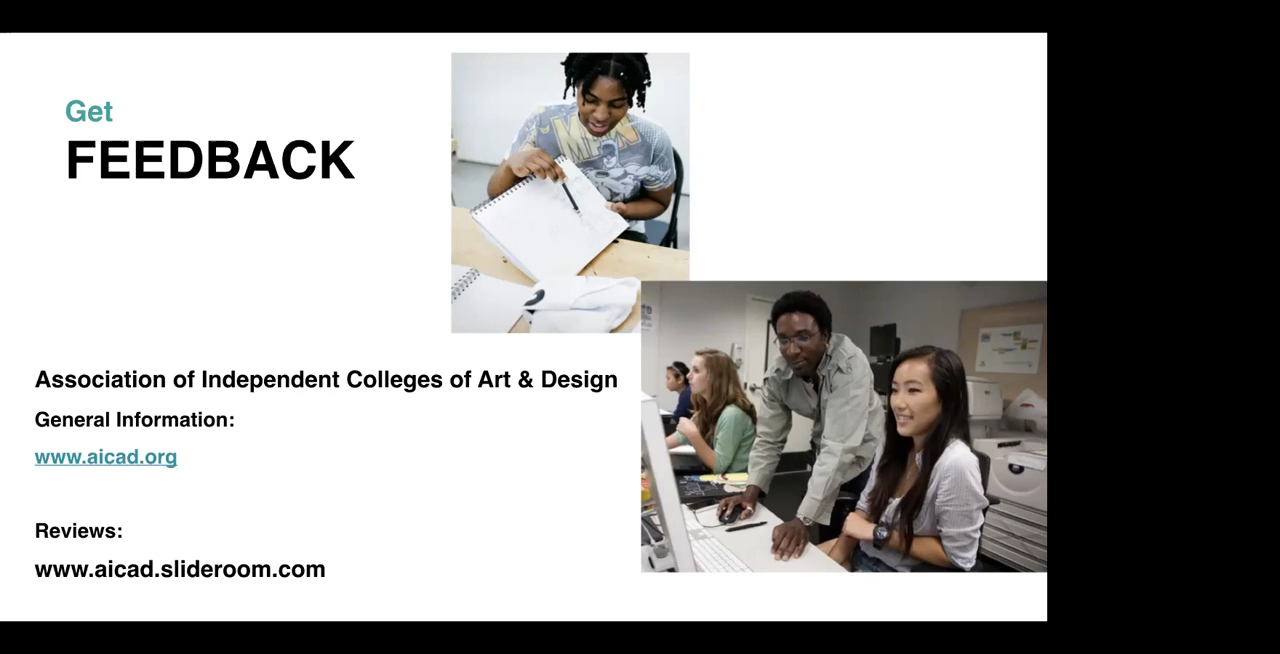 Get
FEEDBACK
Association of Independent Colleges of Art & Design
General Information:
www.aicad.org
Reviews:
www.aicad.slideroom.com